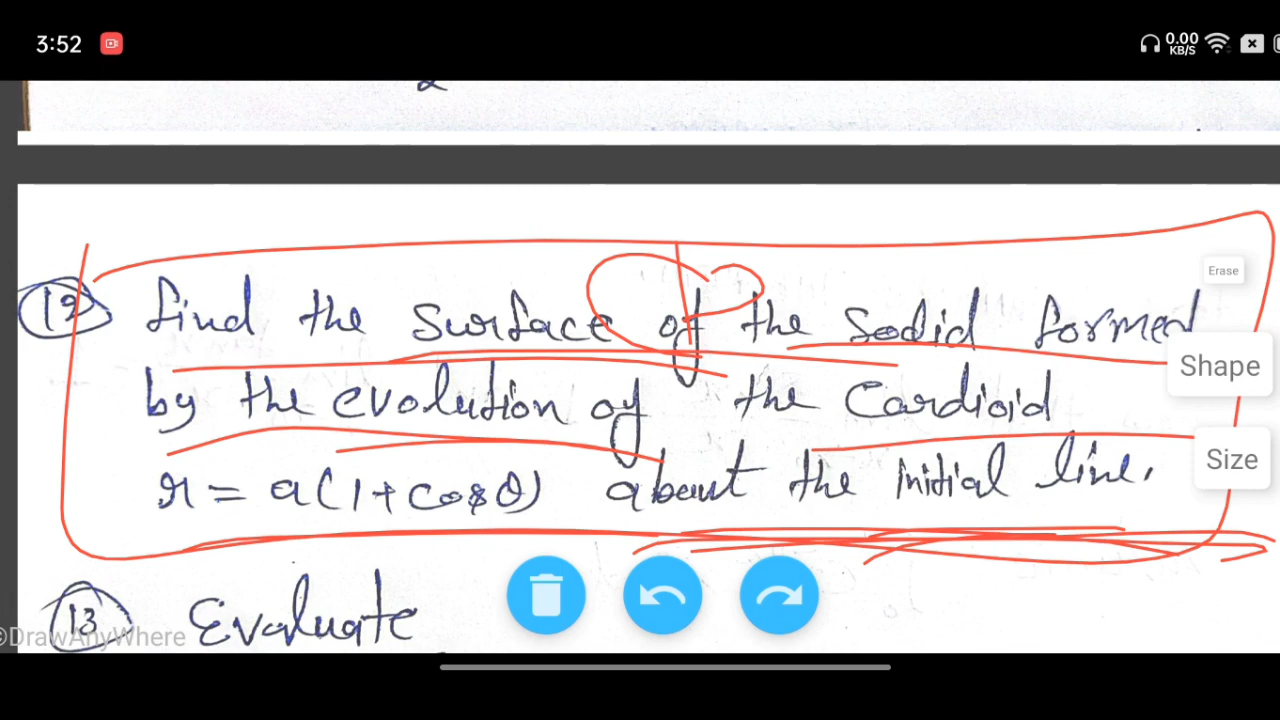 3:52
0.00
KB/S
12 find the surface of the solid formed
by the evolution of the Cardioid
r = a(1+cosθ) about the initial line.
13 Evaluate
Erase
Shape
Size
©DrawAnyWhere